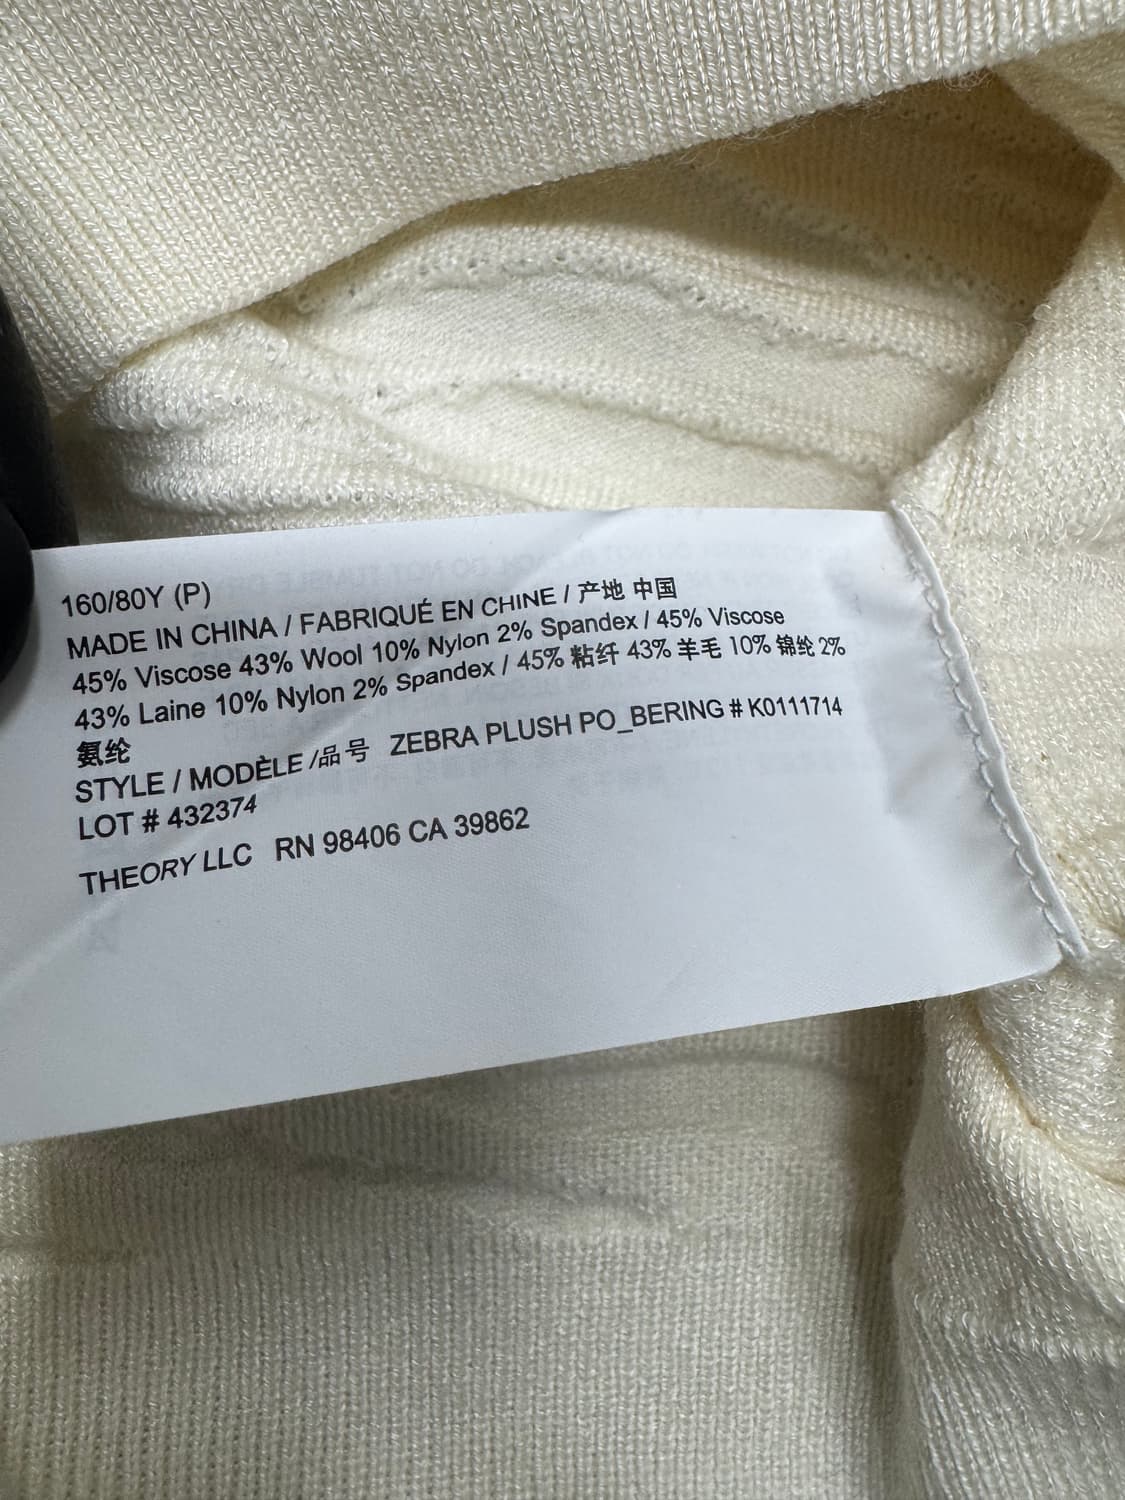 160/80Y (P)
MADE IN CHINA / FABRIQUÉ EN CHINE / 产地 中国
45% Viscose 43% Wool 10% Nylon 2% Spandex / 45% Viscose
43% Laine 10% Nylon 2% Spandex / 45% 粘纤 43% 羊毛 10% 锦纶 2%
氨纶
STYLE / MODÈLE /品号 ZEBRA PLUSH PO_BERING # K0111714
LOT # 432374
THEORY LLC RN 98406 CA 39862